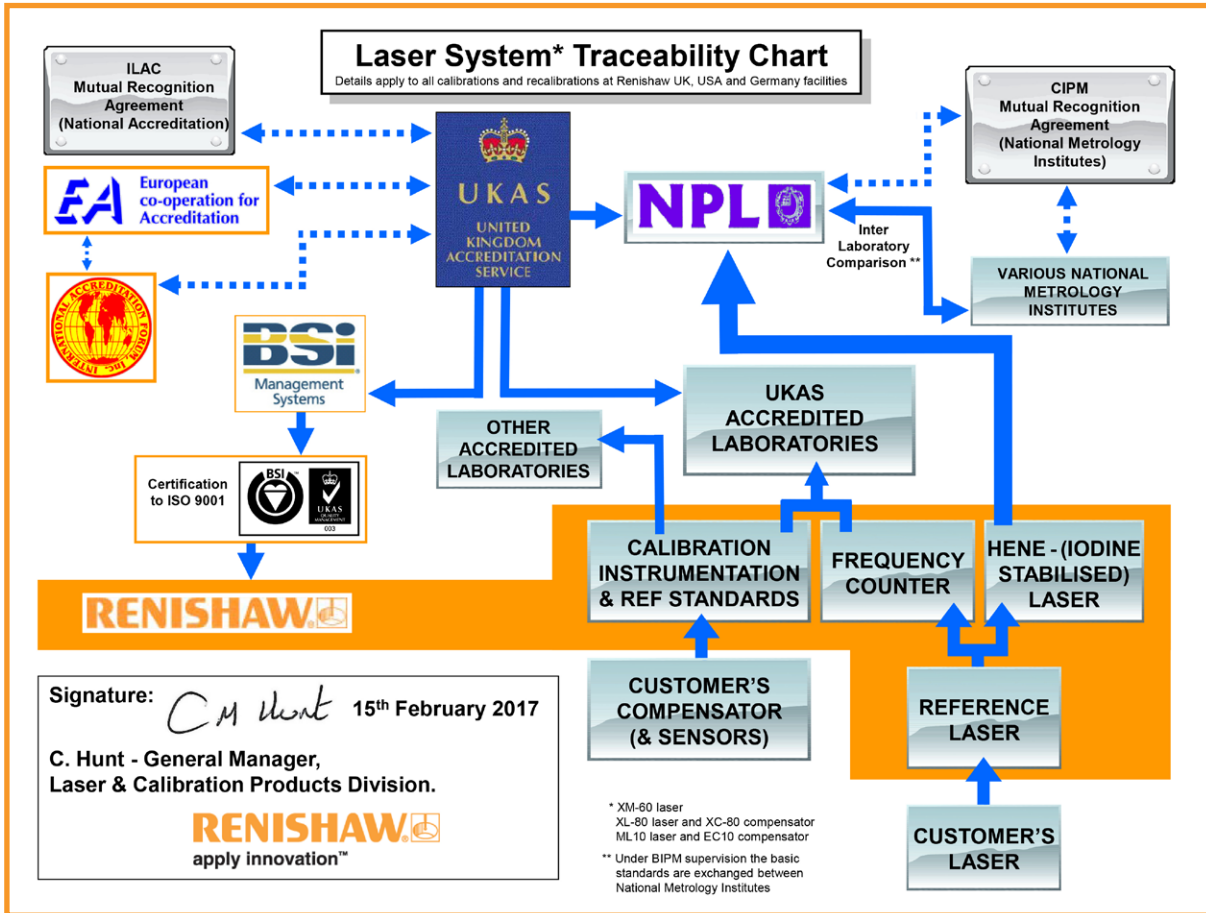 Laser System* Traceability Chart
Details apply to all calibrations and recalibrations at Renishaw UK, USA and Germany facilities
ILAC
Mutual Recognition
Agreement
(National Accreditation)
CIPM
Mutual Recognition
Agreement
(National Metrology
Institutes)
EA
European
co-operation for
Accreditation
UKAS
UNITED
KINGDOM
ACCREDITATION
SERVICE
NPL
Inter
Laboratory
Comparison **
VARIOUS NATIONAL
METROLOGY
INSTITUTES
INTERNATIONAL ACCREDITATION FORUM, Inc.
BSi
Management
Systems
OTHER
ACCREDITED
LABORATORIES
UKAS
ACCREDITED
LABORATORIES
Certification
to ISO 9001
BSI
UKAS
QUALITY
MANAGEMENT
003
CALIBRATION
INSTRUMENTATION
& REF STANDARDS
FREQUENCY
COUNTER
HENE - (IODINE
STABILISED)
LASER
RENISHAW
CUSTOMER'S
COMPENSATOR
(& SENSORS)
REFERENCE
LASER
CUSTOMER'S
LASER
Signature: C M Hunt 15th February 2017
C. Hunt - General Manager,
Laser & Calibration Products Division.
RENISHAW
apply innovation™
* XM-60 laser
XL-80 laser and XC-80 compensator
ML10 laser and EC10 compensator
** Under BIPM supervision the basic
standards are exchanged between
National Metrology Institutes